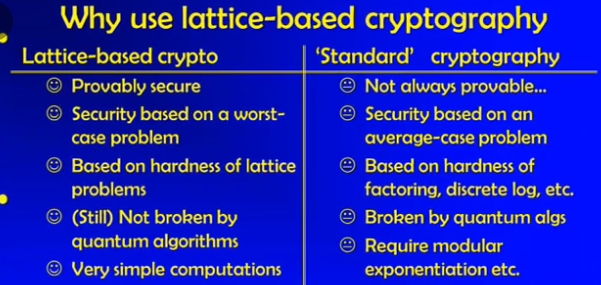 Why use lattice-based cryptography
Lattice-based crypto
Provably secure
Security based on a worst-
case problem
Based on hardness of lattice
problems
(Still) Not broken by
quantum algorithms
Very simple computations
‘Standard’ cryptography
Not always provable...
Security based on an
average-case problem
Based on hardness of
factoring, discrete log, etc.
Broken by quantum algs
Require modular
exponentiation etc.